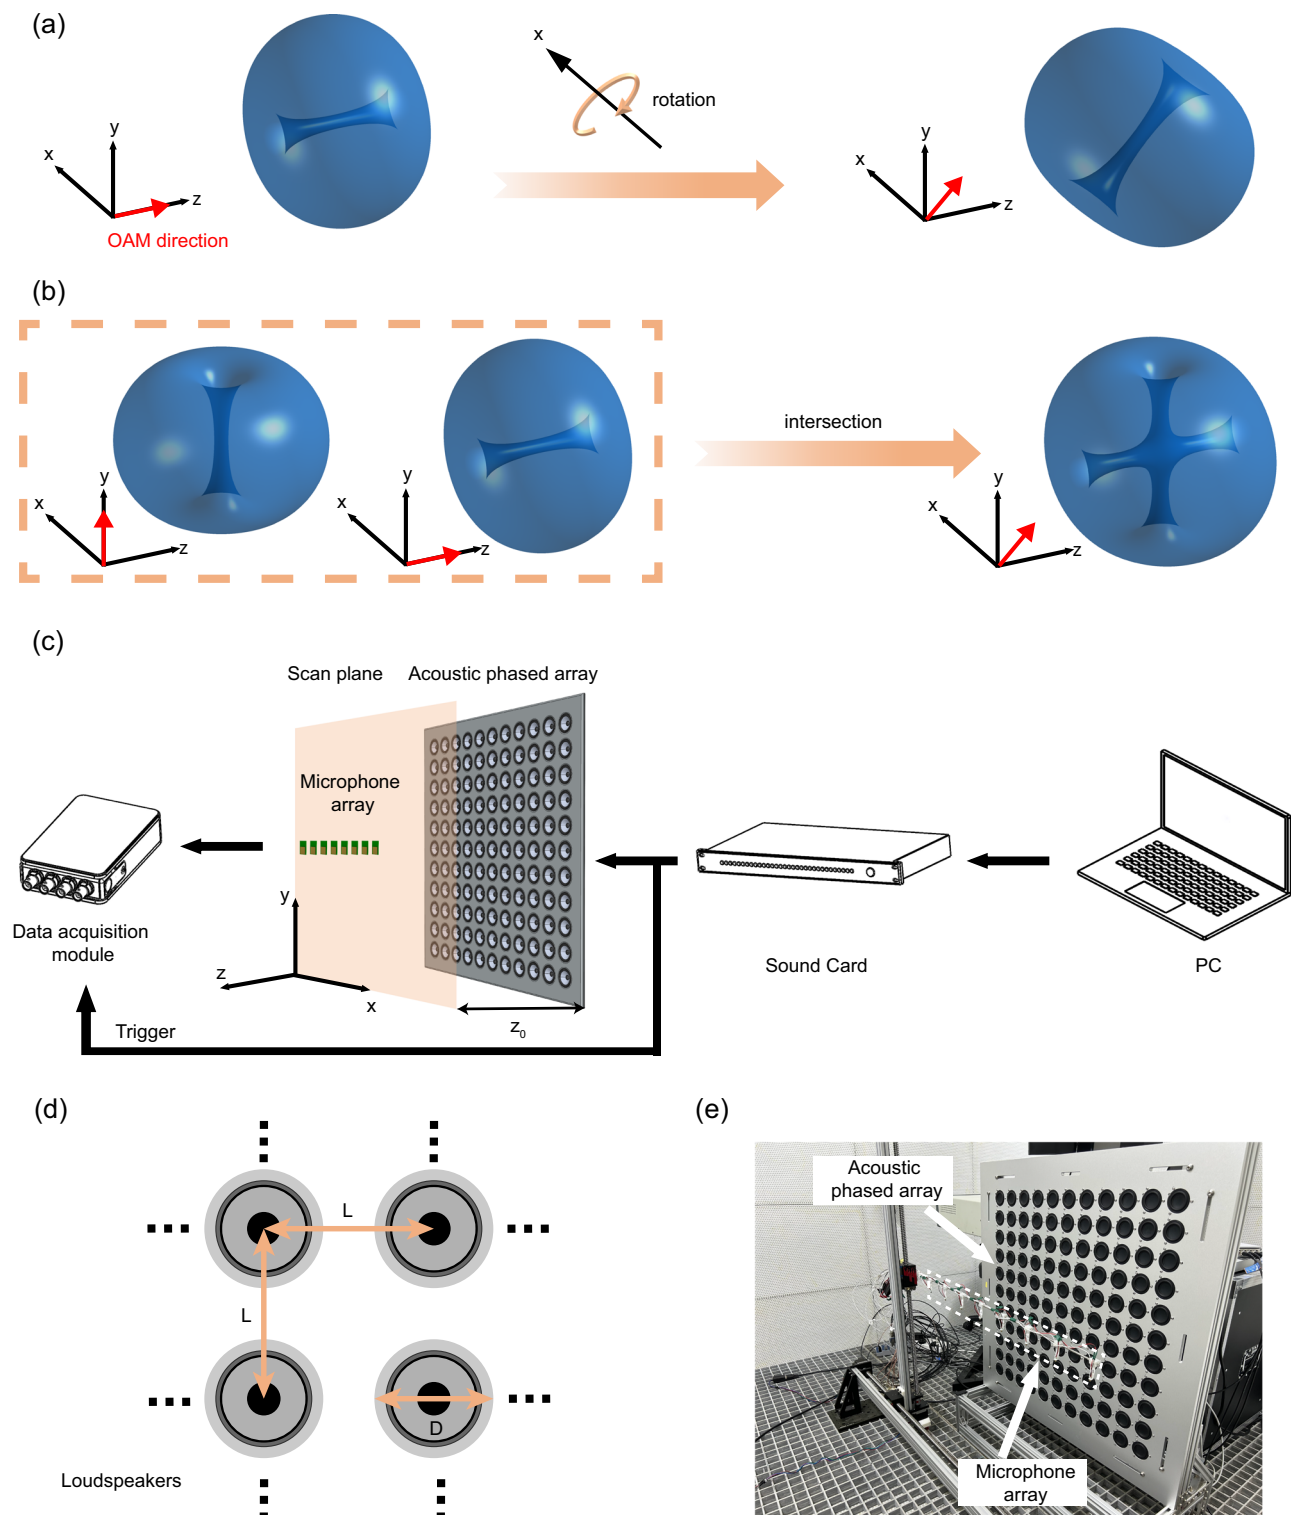 (a)
x
rotation
y
x
z
OAM direction
y
x
z
(b)
intersection
y
x
z
y
x
z
y
x
z
(c)
Scan plane
Acoustic phased array
Microphone
array
y
z
x
z0
Data acquisition
module
Trigger
Sound Card
PC
(d)
L
L
D
Loudspeakers
(e)
Acoustic
phased array
Microphone
array